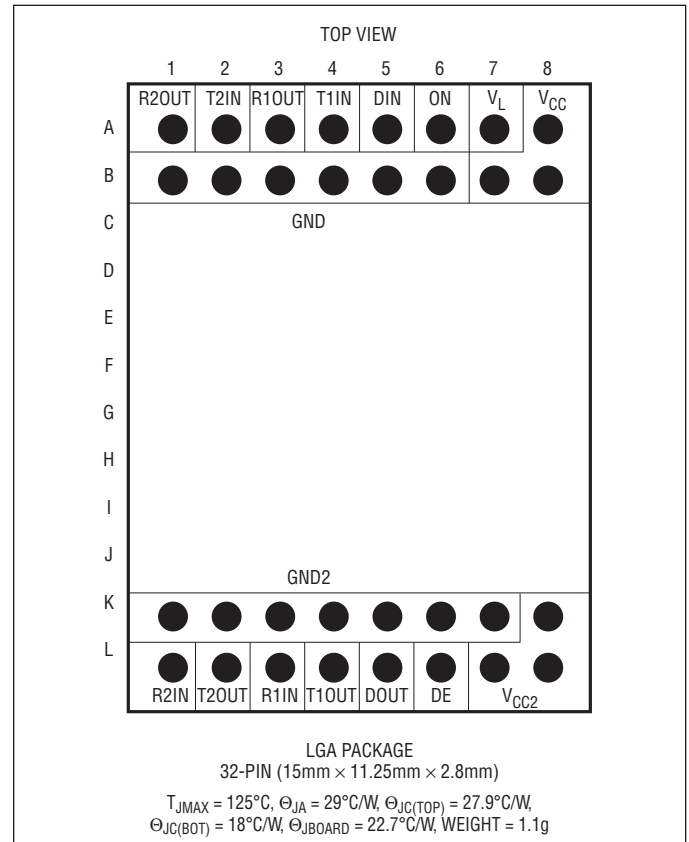 TOP VIEW
1 2 3 4 5 6 7 8
R2OUT T2IN R1OUT T1IN DIN ON VL VCC
A
B
C GND
D
E
F
G
H
I
J
GND2
K
L
R2IN T2OUT R1IN T1OUT DOUT DE VCC2
LGA PACKAGE
32-PIN (15mm × 11.25mm × 2.8mm)
TJMAX = 125°C, ΘJA = 29°C/W, ΘJC(TOP) = 27.9°C/W,
ΘJC(BOT) = 18°C/W, ΘJBOARD = 22.7°C/W, WEIGHT = 1.1g